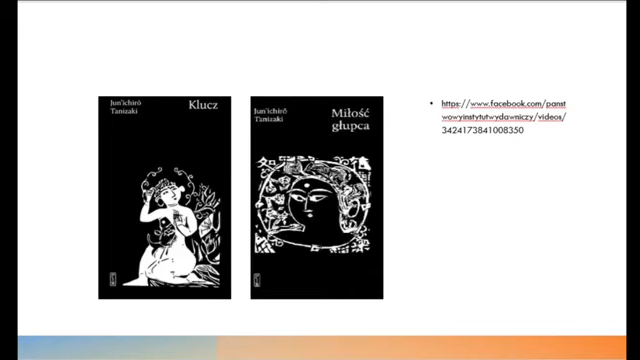 Jun'ichirō
Tanizaki
Klucz
Jun'ichirō
Tanizaki
Miłość
głupca
• https://www.facebook.com/panst
wowyinstytutwydawniczy/videos/
3424173841008350